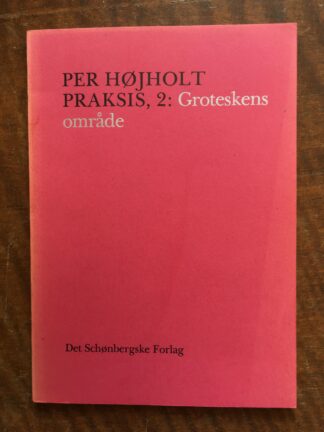 PER HØJHOLT
PRAKSIS, 2: Groteskens
område
Det Schønbergske Forlag